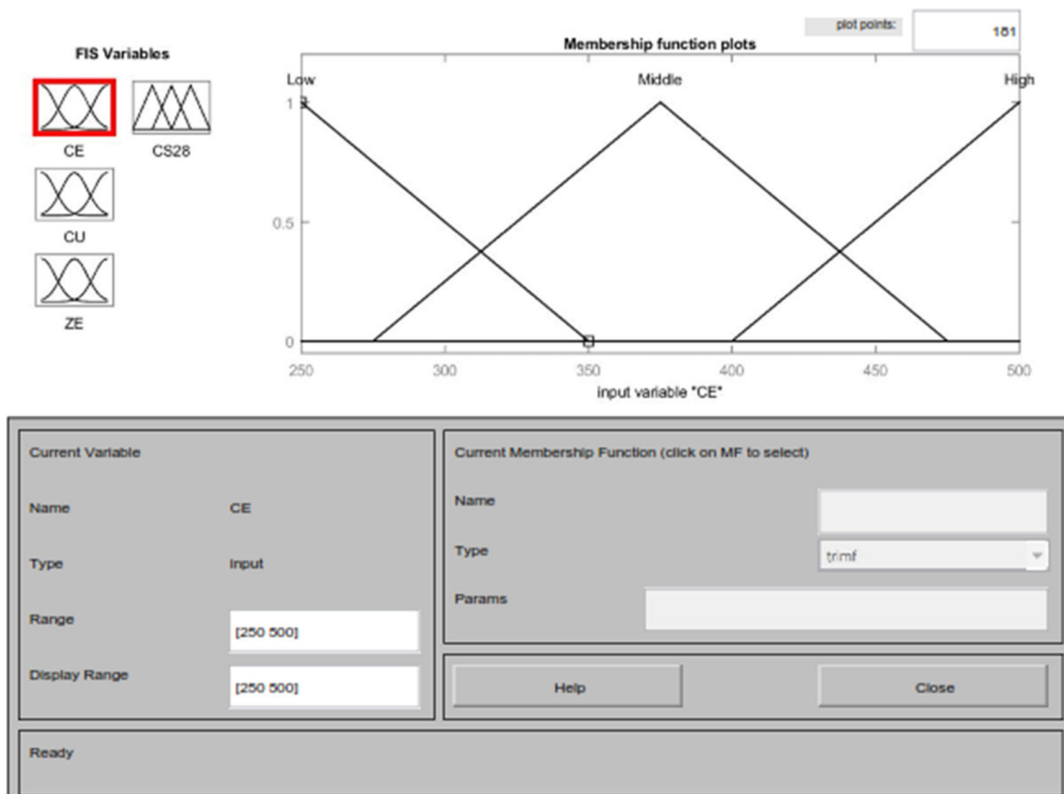 plot points:
181
FIS Variables
Membership function plots
CE
CS28
CU
ZE
Low
Middle
High
1
0.5
0
250
300
350
400
450
500
input variable "CE"
Current Variable
Name
CE
Type
Input
Range
[250 500]
Display Range
[250 500]
Current Membership Function (click on MF to select)
Name
Type
trimf
Params
Help
Close
Ready